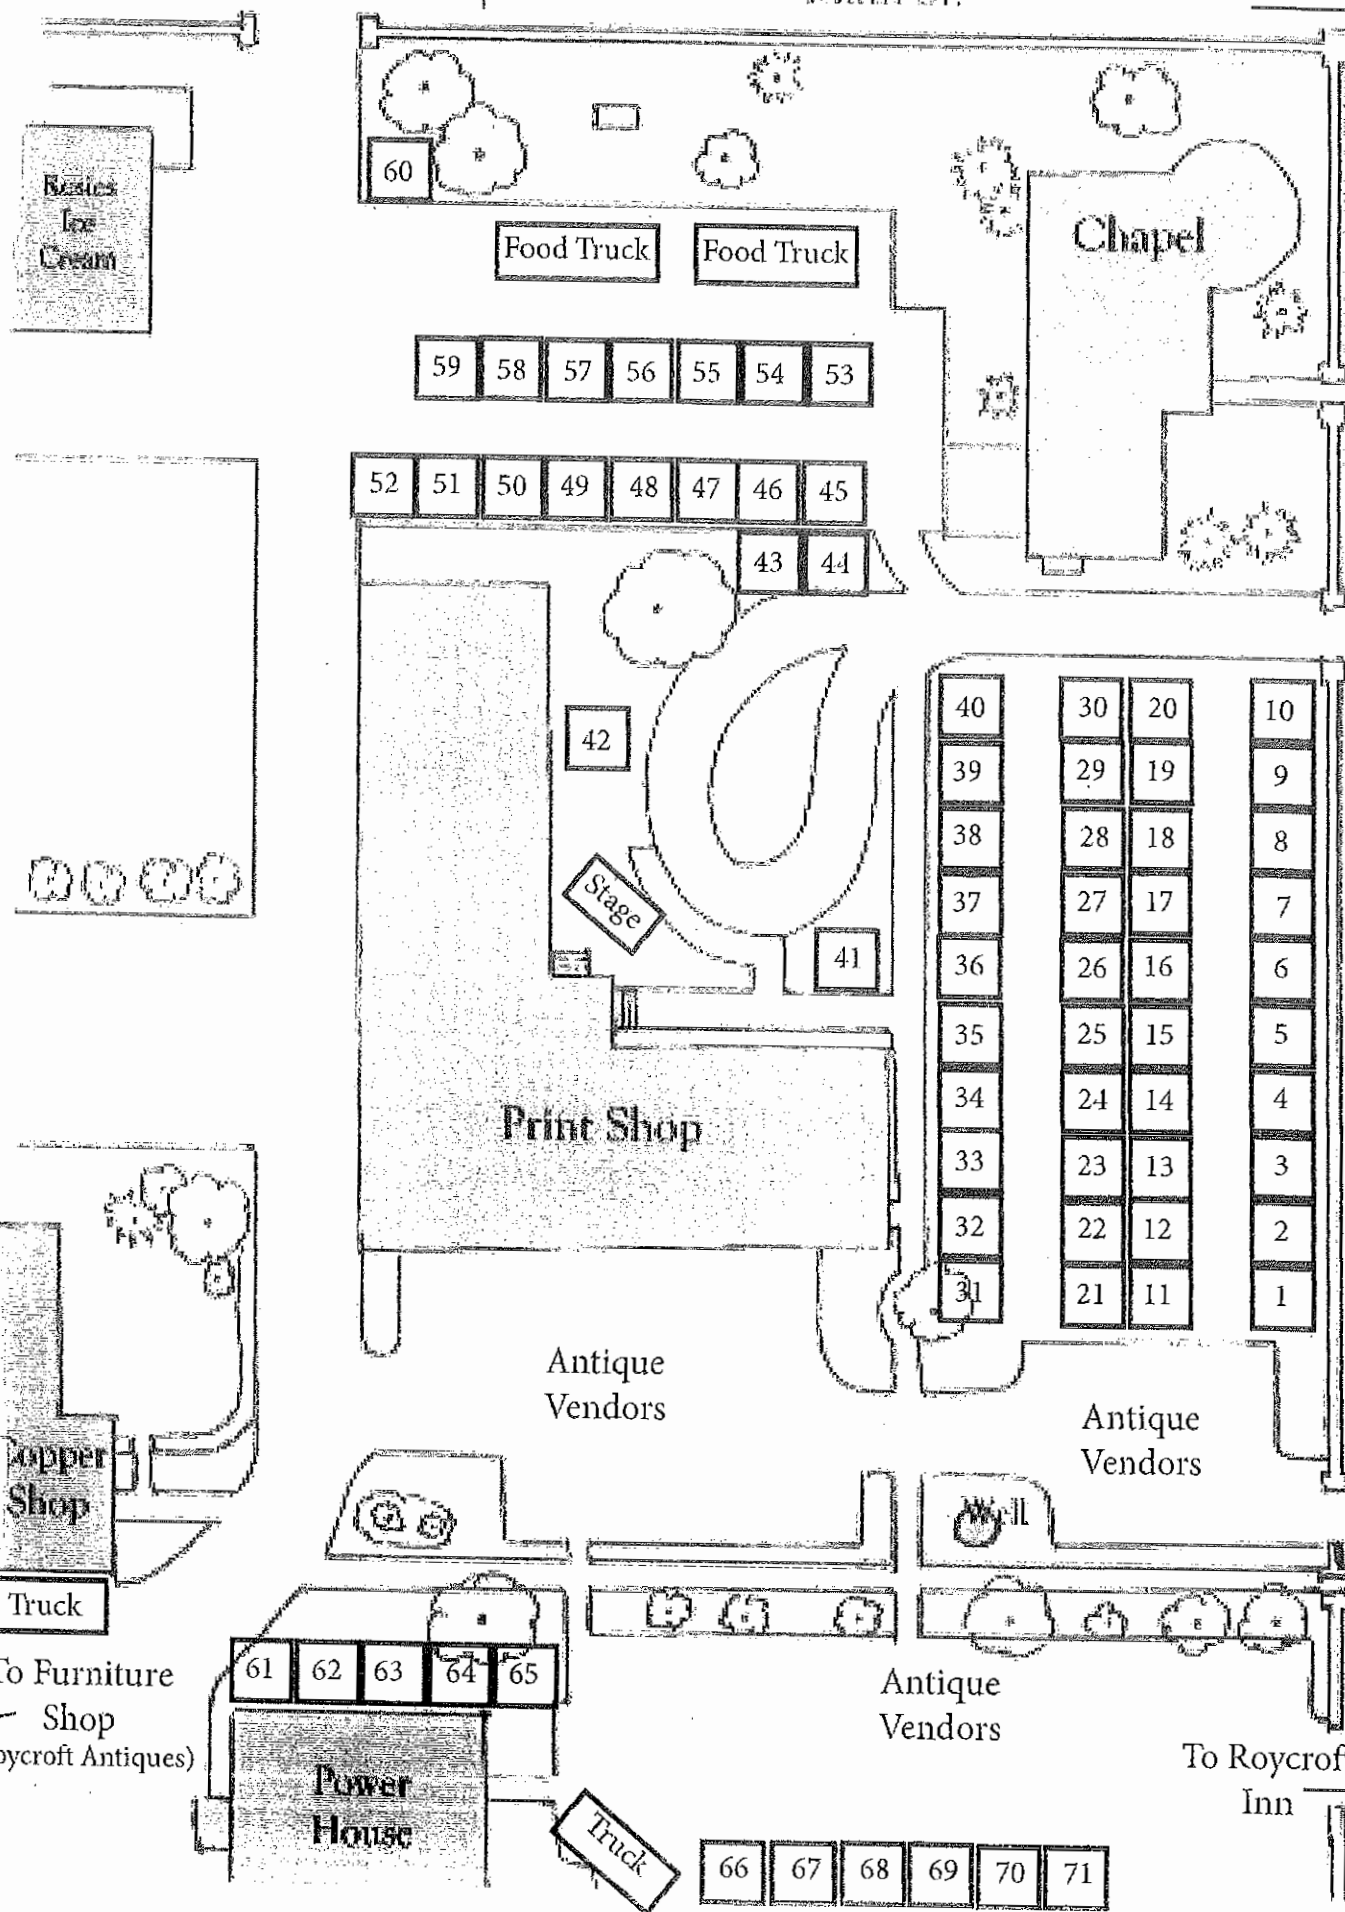 60
Ice
Cream
Food Truck Food Truck
Chapel
59 58 57 56 55 54 53
52 51 50 49 48 47 46 45
43 44
40 30 20 10
42
39 29 19 9
38 28 18 8
Stage
37 27 17 7
41
36 26 16 6
35 25 15 5
34 24 14 4
Print Shop
33 23 13 3
32 22 12 2
31 21 11 1
Antique
Vendors
Antique
Vendors
Copper
Shop
Well
Truck
61 62 63 64 65
To Furniture
Shop
oycroft Antiques)
Antique
Vendors
Power
House
To Roycrof
Inn
Truck
66 67 68 69 70 71